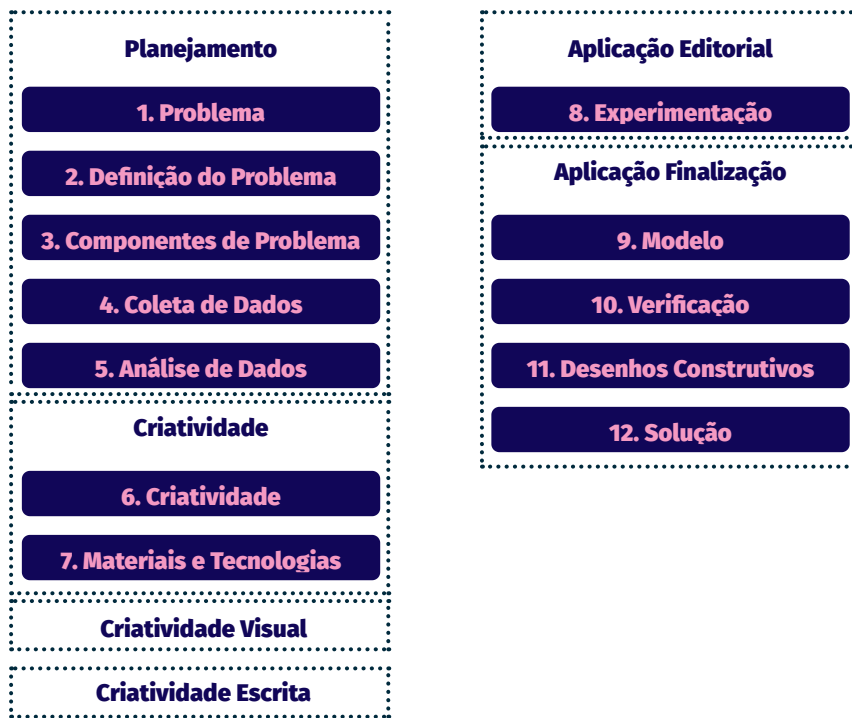 Planejamento
1. Problema
2. Definição do Problema
3. Componentes de Problema
4. Coleta de Dados
5. Análise de Dados
Criatividade
6. Criatividade
7. Materiais e Tecnologias
Criatividade Visual
Criatividade Escrita
Aplicação Editorial
8. Experimentação
Aplicação Finalização
9. Modelo
10. Verificação
11. Desenhos Construtivos
12. Solução